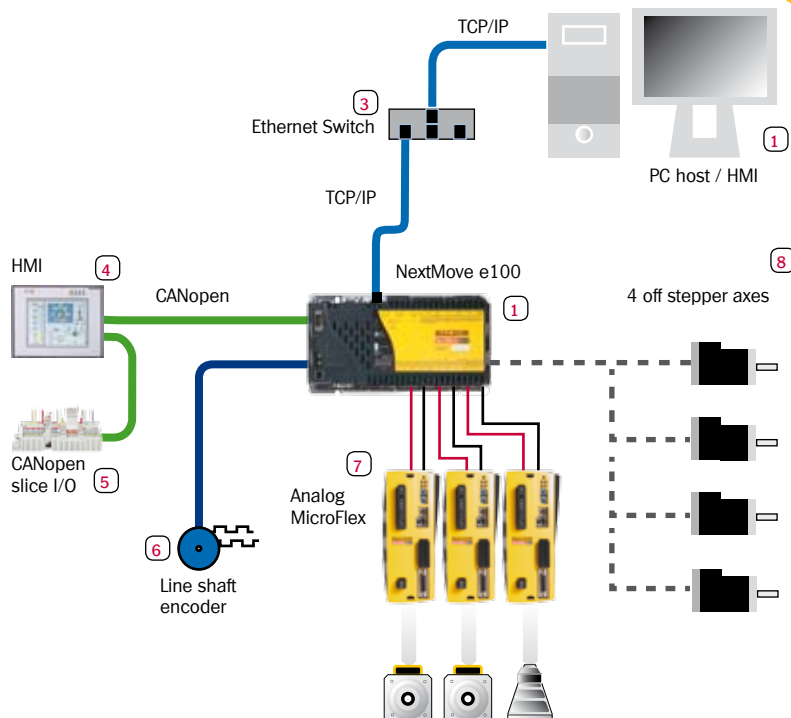 TCP/IP
3
Ethernet Switch
1
PC host / HMI
TCP/IP
HMI
4
CANopen
NextMove e100
1
8
4 off stepper axes
CANopen
slice I/O
5
7
Analog
MicroFlex
6
Line shaft
encoder